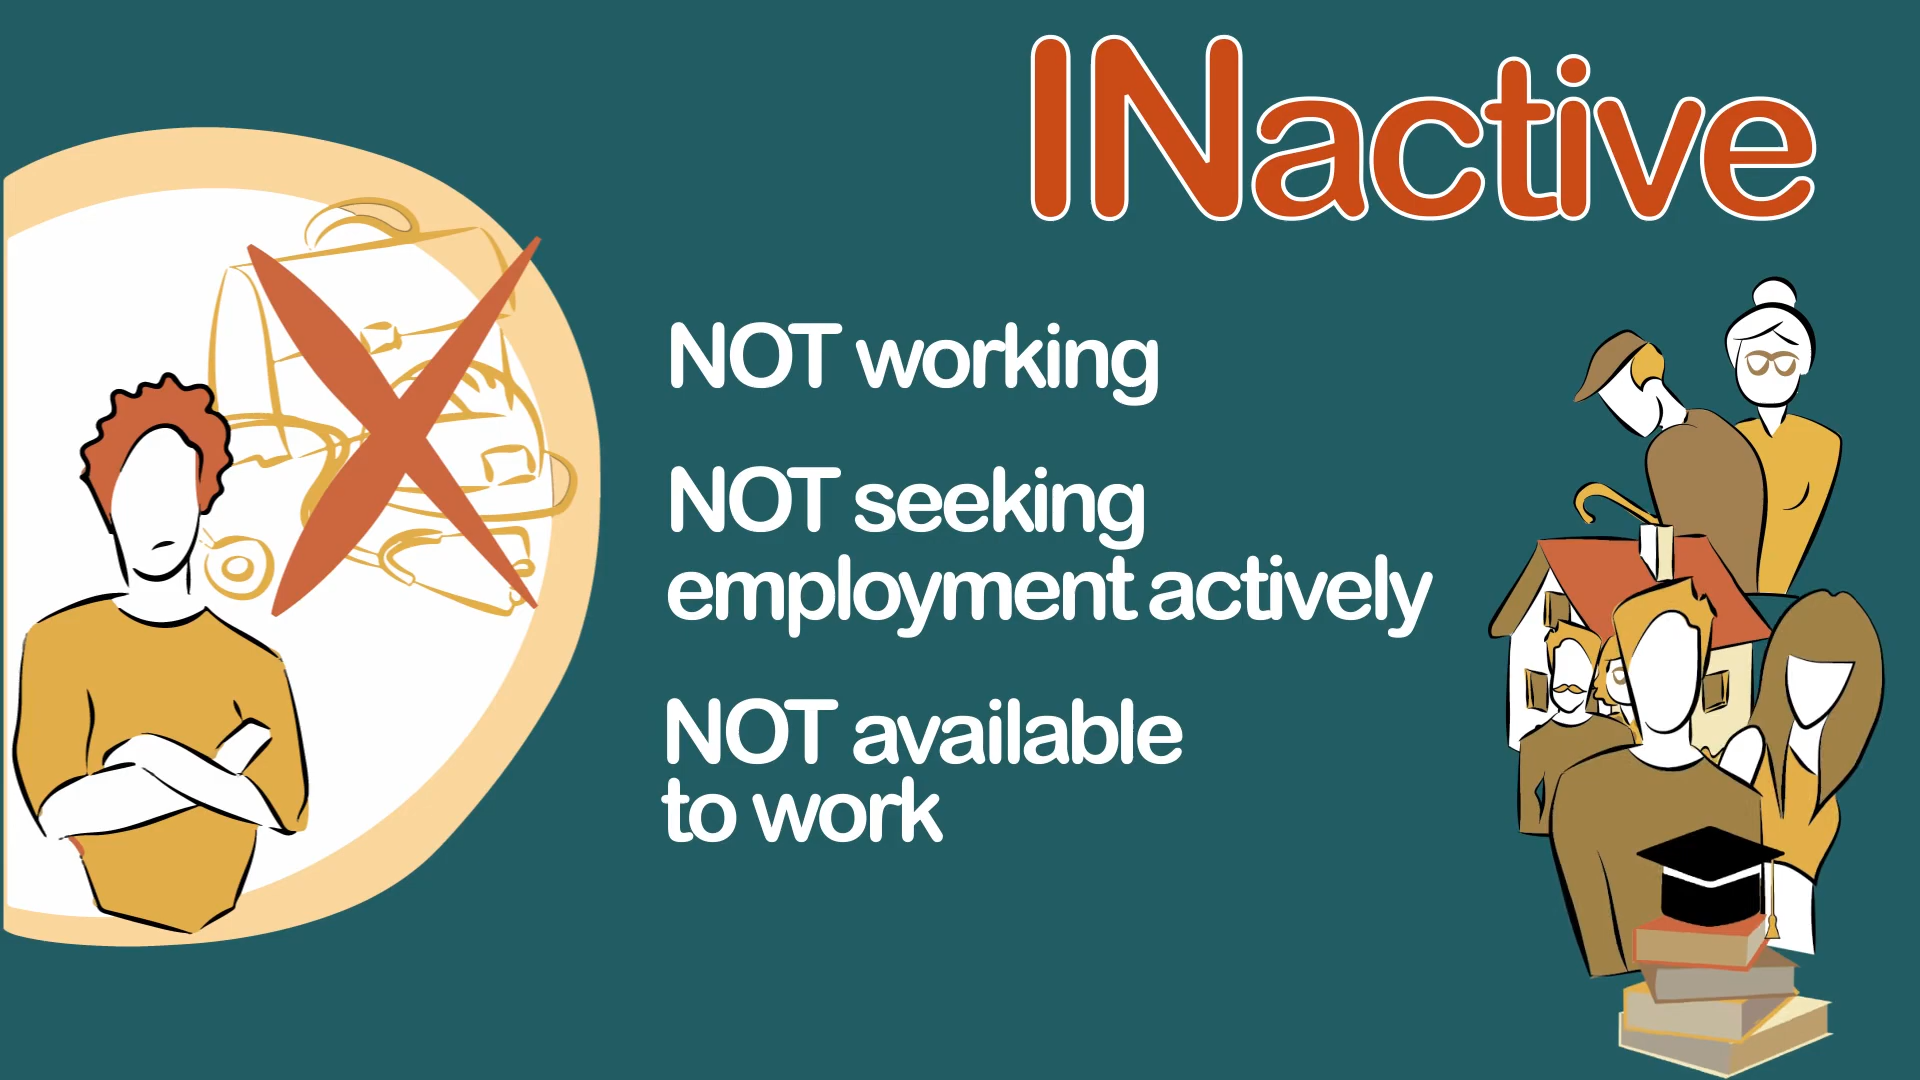 INactive
NOT working
NOT seeking
employment actively
NOT available
to work